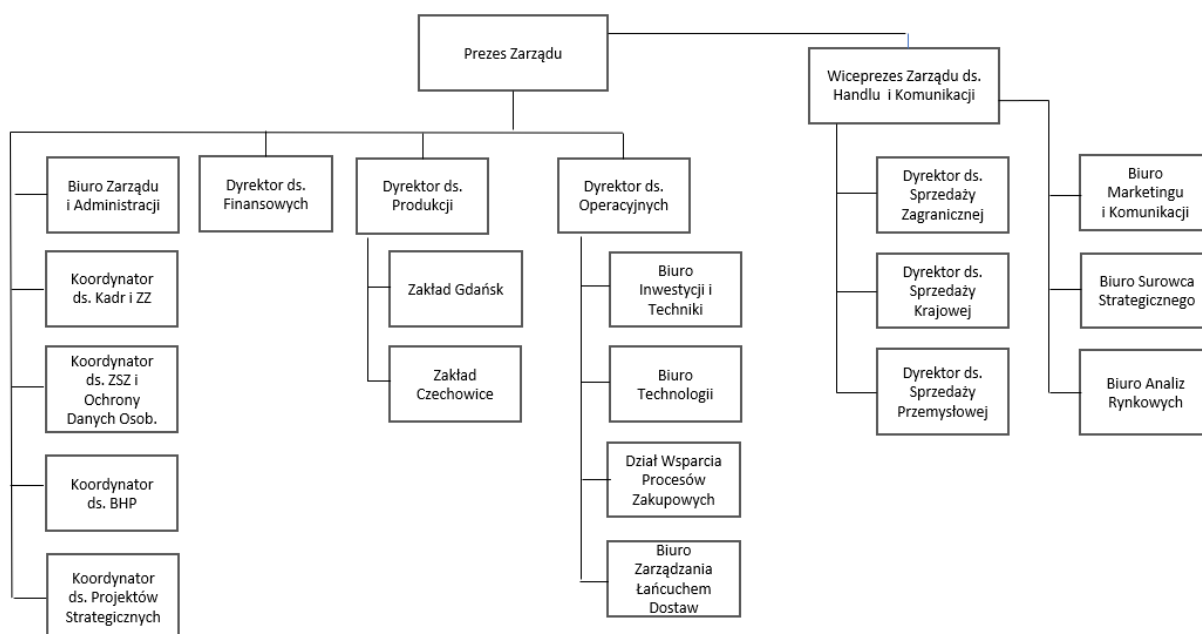 Prezes Zarządu
Wiceprezes Zarządu ds.
Handlu i Komunikacji
Biuro Zarządu
i Administracji
Dyrektor ds.
Finansowych
Dyrektor ds.
Produkcji
Dyrektor ds.
Operacyjnych
Dyrektor ds.
Sprzedaży
Zagranicznej
Biuro
Marketingu
i Komunikacji
Koordynator
ds. Kadr i ZZ
Zakład Gdańsk
Biuro
Inwestycji i
Techniki
Dyrektor ds.
Sprzedaży
Krajowej
Biuro Surowca
Strategicznego
Koordynator
ds. ZSZ i
Ochrony
Danych Osob.
Zakład
Czechowice
Biuro
Technologii
Dyrektor ds.
Sprzedaży
Przemysłowej
Biuro Analiz
Rynkowych
Koordynator
ds. BHP
Dział Wsparcia
Procesów
Zakupowych
Koordynator
ds. Projektów
Strategicznych
Biuro
Zarządzania
Łańcuchem
Dostaw